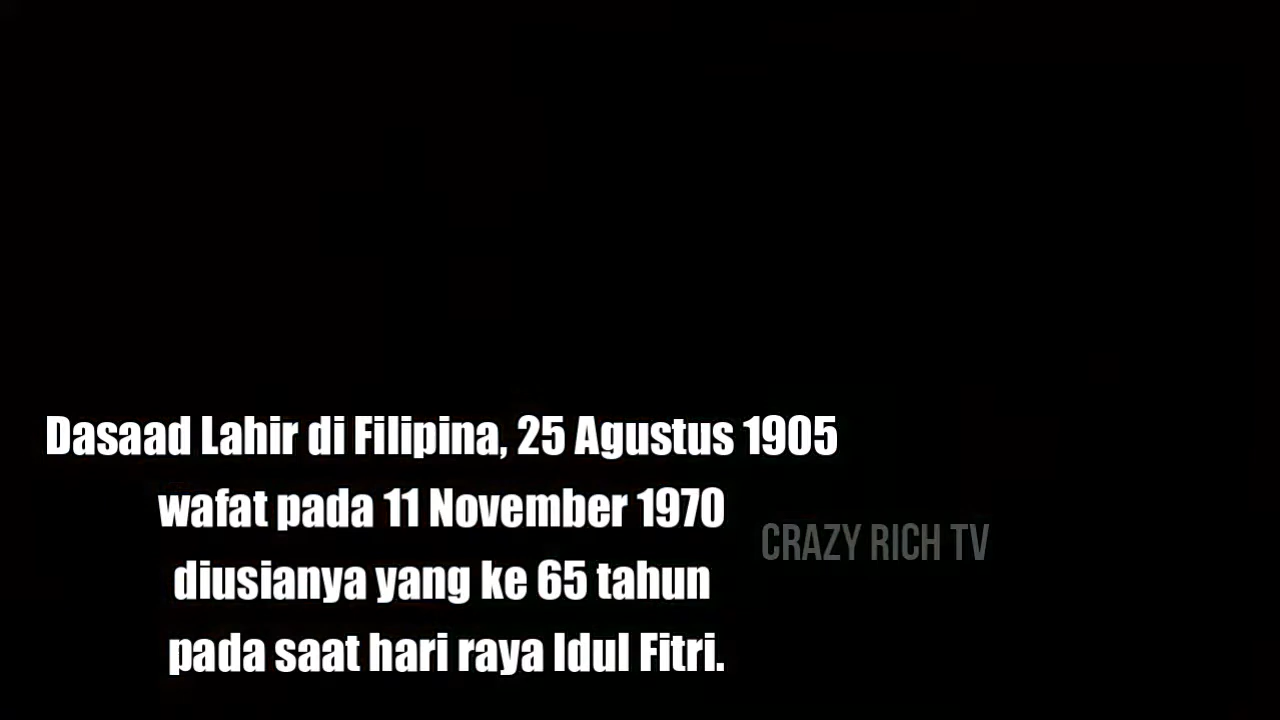 Dasaad Lahir di Filipina, 25 Agustus 1905
wafat pada 11 November 1970
CRAZY RICH TV
diusianya yang ke 65 tahun
pada saat hari raya Idul Fitri.